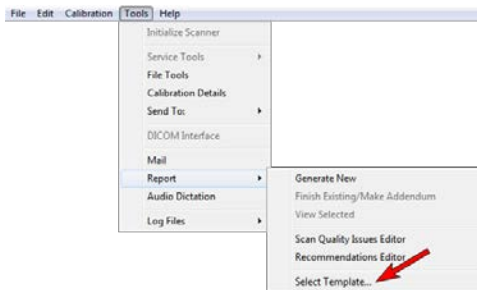 File Edit Calibration Tools Help
Initialize Scanner
Service Tools
File Tools
Calibration Details
Send To:
DICOM Interface
Mail
Report
Audio Dictation
Log Files
Generate New
Finish Existing/Make Addendum
View Selected
Scan Quality Issues Editor
Recommendations Editor
Select Template...